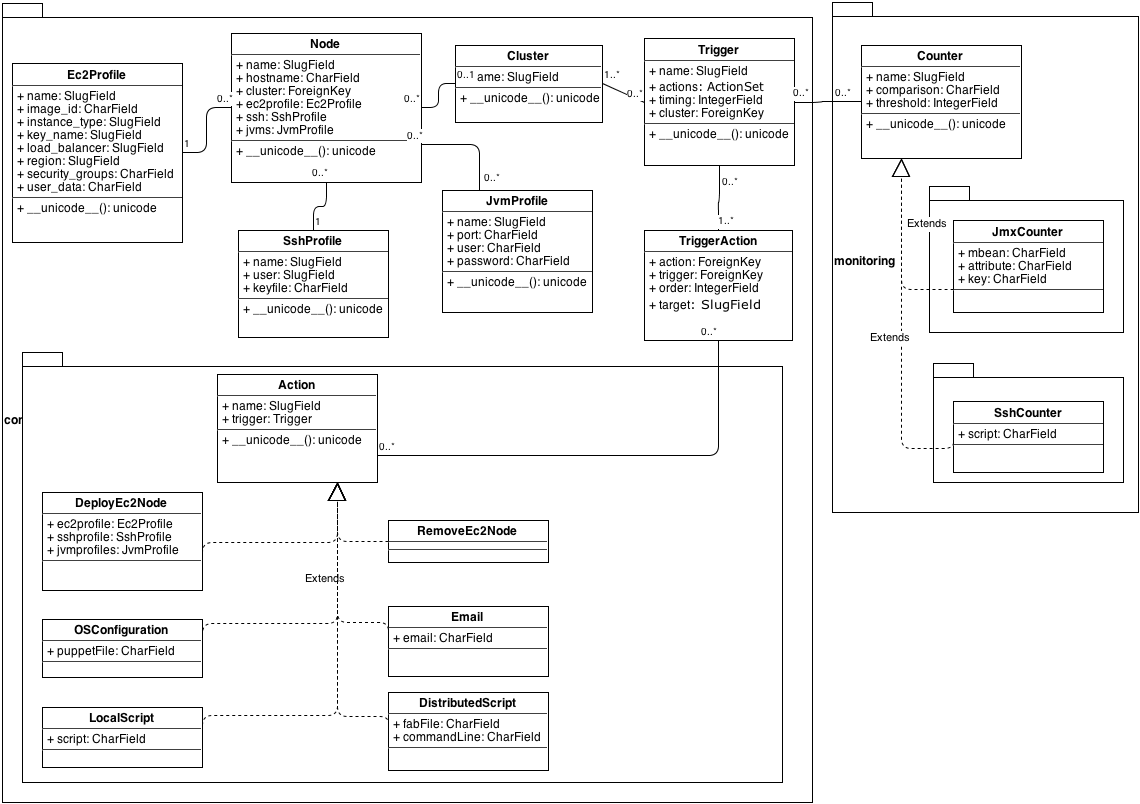 Ec2Profile
+ name: SlugField
+ image_id: CharField
+ instance_type: SlugField
+ key_name: SlugField
+ load_balancer: SlugField
+ region: SlugField
+ security_groups: CharField
+ user_data: CharField
+ __unicode__(): unicode
1
0..*
Node
+ name: SlugField
+ hostname: CharField
+ cluster: ForeignKey
+ ec2profile: Ec2Profile
+ ssh: SshProfile
+ jvms: JvmProfile
+ __unicode__(): unicode
0..*
0..*
0..*
1
SshProfile
+ name: SlugField
+ user: SlugField
+ keyfile: CharField
+ __unicode__(): unicode
Cluster
0..1 ame: SlugField
+ __unicode__(): unicode
1..*
0..*
0..*
JvmProfile
+ name: SlugField
+ port: CharField
+ user: CharField
+ password: CharField
+ __unicode__(): unicode
Trigger
+ name: SlugField
+ actions: ActionSet
+ timing: IntegerField
+ cluster: ForeignKey
+ __unicode__(): unicode
0..*
0..*
0..*
1..*
TriggerAction
+ action: ForeignKey
+ trigger: ForeignKey
+ order: IntegerField
+ target: SlugField
0..*
Counter
+ name: SlugField
+ comparison: CharField
+ threshold: IntegerField
+ __unicode__(): unicode
Extends
monitoring
JmxCounter
+ mbean: CharField
+ attribute: CharField
+ key: CharField
Extends
SshCounter
+ script: CharField
Action
+ name: SlugField
+ trigger: Trigger
+ __unicode__(): unicode
0..*
DeployEc2Node
+ ec2profile: Ec2Profile
+ sshprofile: SshProfile
+ jvmprofiles: JvmProfile
RemoveEc2Node
Extends
OSConfiguration
+ puppetFile: CharField
Email
+ email: CharField
LocalScript
+ script: CharField
DistributedScript
+ fabFile: CharField
+ commandLine: CharField